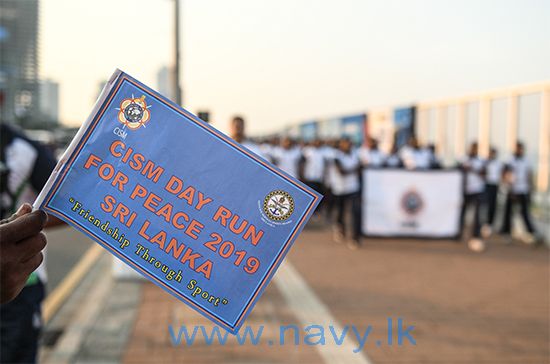 CISM
CISM DAY RUN
FOR PEACE 2019
SRI LANKA
"Friendship Through Sport"
www.navy.lk